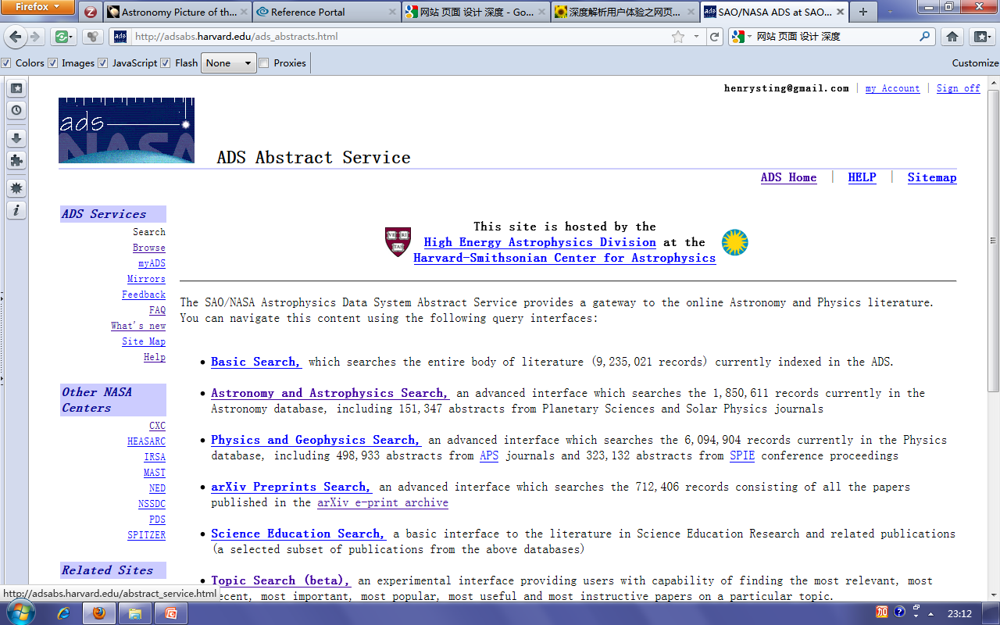 Firefox
Astronomy Picture of th...
Reference Portal
网站 页面 设计 深度 - Go...
深度解析用户体验之网页...
SAO/NASA ADS at SAO...
http://adsabs.harvard.edu/ads_abstracts.html
网站 页面 设计 深度
Colors Images JavaScript Flash None Proxies
Customize
henrysting@gmail.com | my Account | Sign off
ads
NASA
ADS Abstract Service
ADS Home | HELP | Sitemap
ADS Services
Search
Browse
myADS
Mirrors
Feedback
FAQ
What's new
Site Map
Help
Other NASA
Centers
CXC
HEASARC
IRSA
MAST
NED
NSSDC
PDS
SPITZER
Related Sites
This site is hosted by the
High Energy Astrophysics Division at the
Harvard-Smithsonian Center for Astrophysics
VE RI
TAS
The SAO/NASA Astrophysics Data System Abstract Service provides a gateway to the online Astronomy and Physics literature.
You can navigate this content using the following query interfaces:
• Basic Search, which searches the entire body of literature (9,235,021 records) currently indexed in the ADS.
• Astronomy and Astrophysics Search, an advanced interface which searches the 1,850,611 records currently in the
Astronomy database, including 151,347 abstracts from Planetary Sciences and Solar Physics journals
• Physics and Geophysics Search, an advanced interface which searches the 6,094,904 records currently in the Physics
database, including 498,933 abstracts from APS journals and 323,132 abstracts from SPIE conference proceedings
• arXiv Preprints Search, an advanced interface which searches the 712,406 records consisting of all the papers
published in the arXiv e-print archive
• Science Education Search, a basic interface to the literature in Science Education Research and related publications
(a selected subset of publications from the above databases)
• Topic Search (beta), an experimental interface providing users with capability of finding the most relevant, most
recent, most important, most popular, most useful and most instructive papers on a particular topic.
http://adsabs.harvard.edu/abstract_service.html
23:12